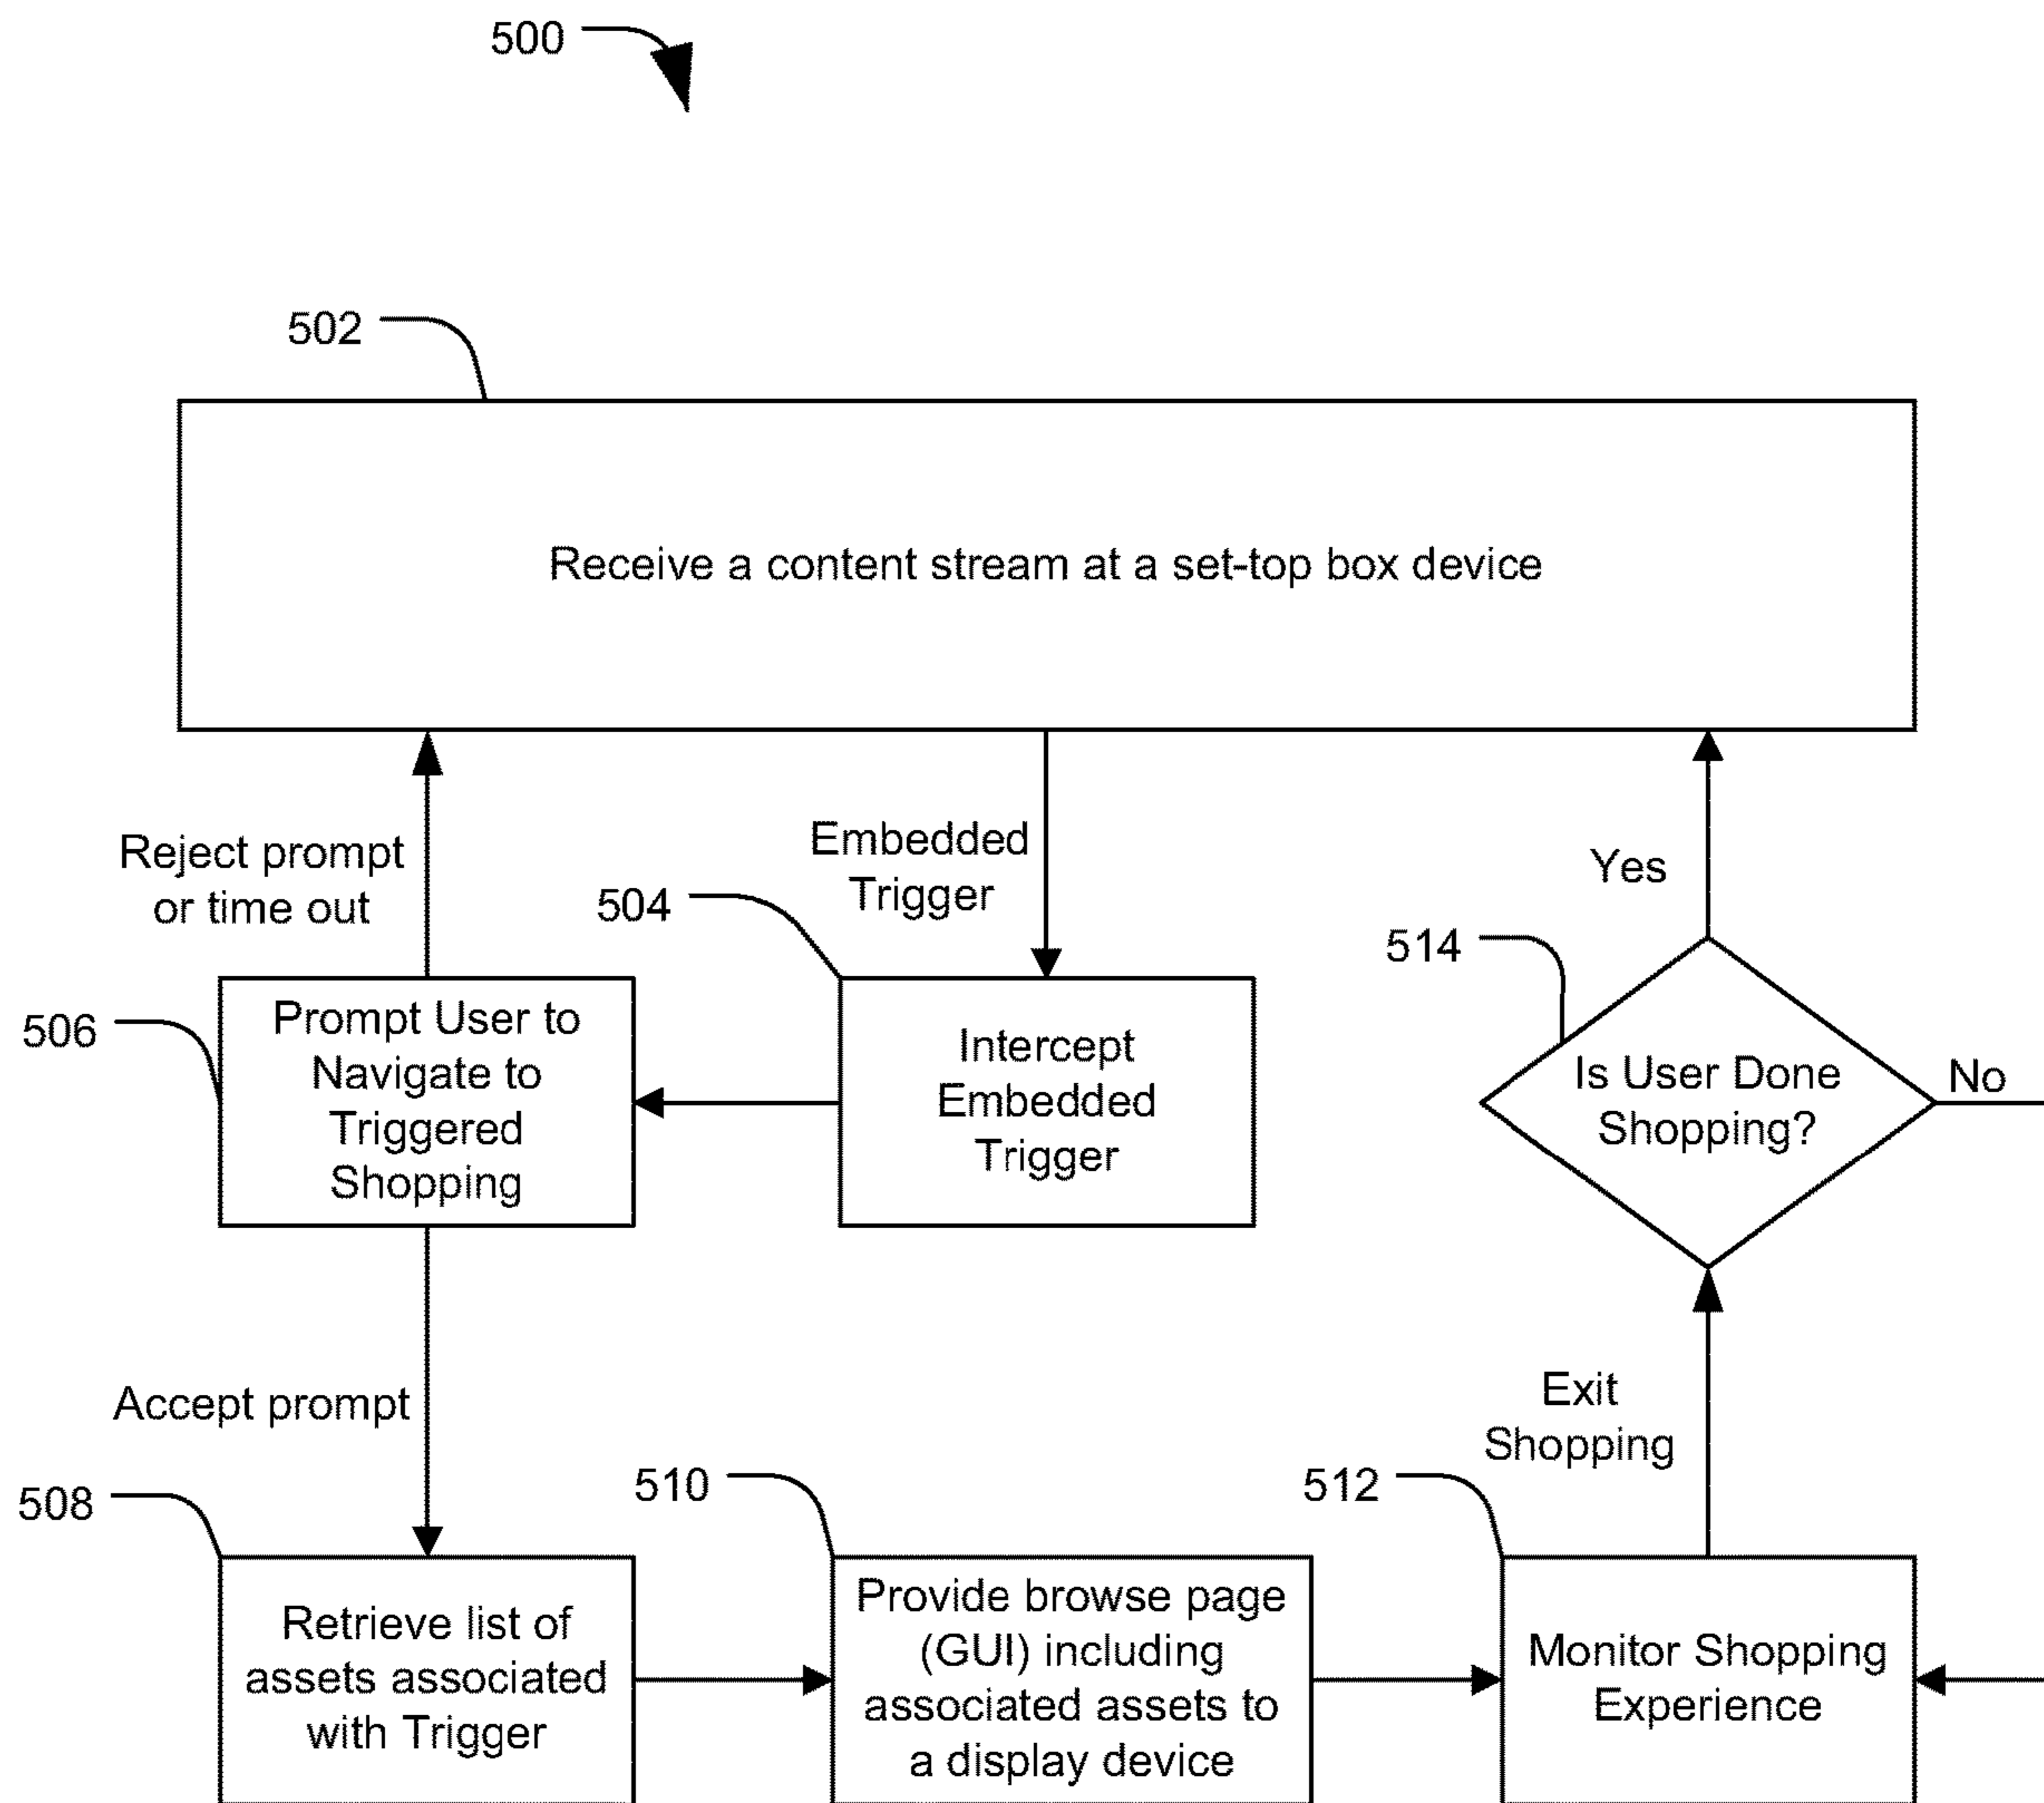 500
502
Receive a content stream at a set-top box device
Reject prompt
or time out
Embedded
Trigger
Yes
504
514
506
Prompt User to
Navigate to
Triggered
Shopping
Intercept
Embedded
Trigger
Is User Done
Shopping?
No
Accept prompt
Exit
Shopping
508
510
512
Retrieve list of
assets associated
with Trigger
Provide browse page
(GUI) including
associated assets to
a display device
Monitor Shopping
Experience